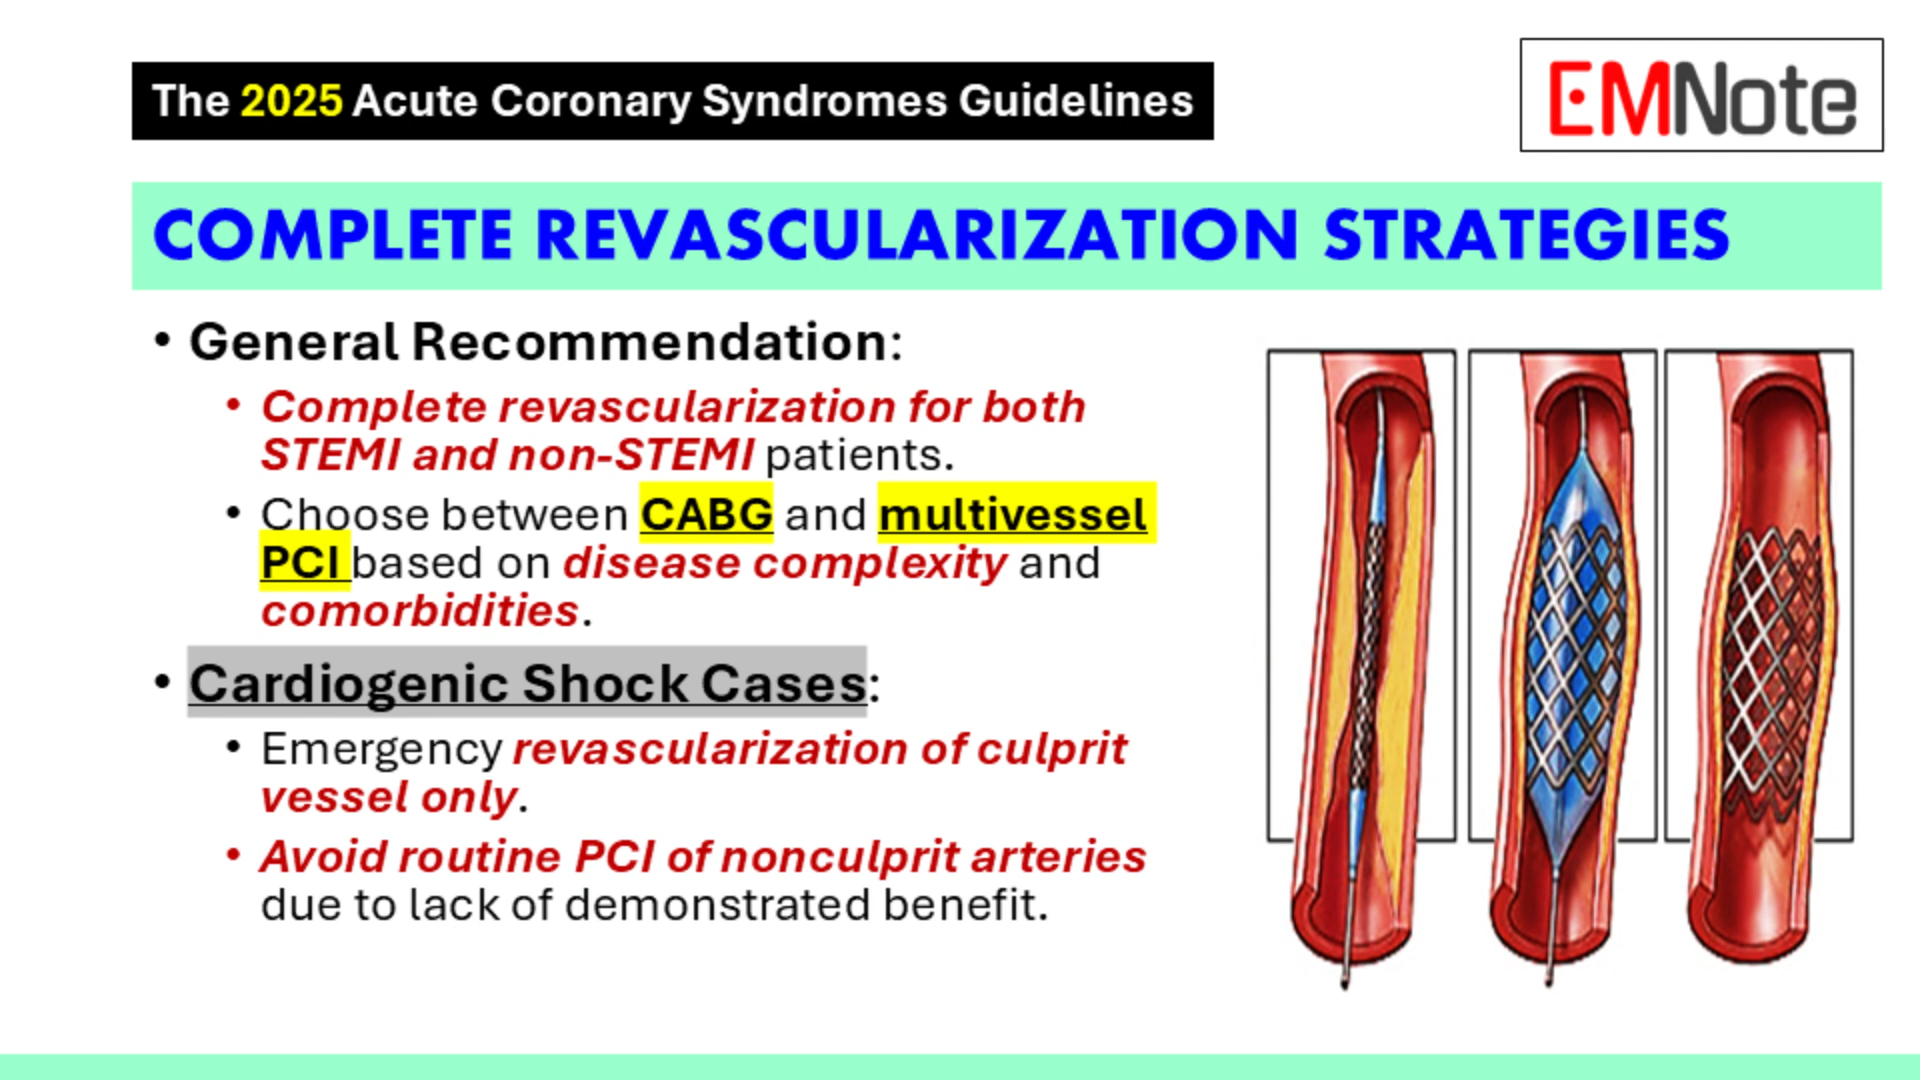 The 2025 Acute Coronary Syndromes Guidelines
EMNote
COMPLETE REVASCULARIZATION STRATEGIES
• General Recommendation:
• Complete revascularization for both
STEMI and non-STEMI patients.
• Choose between CABG and multivessel
PCI based on disease complexity and
comorbidities.
• Cardiogenic Shock Cases:
• Emergency revascularization of culprit
vessel only.
• Avoid routine PCI of nonculprit arteries
due to lack of demonstrated benefit.